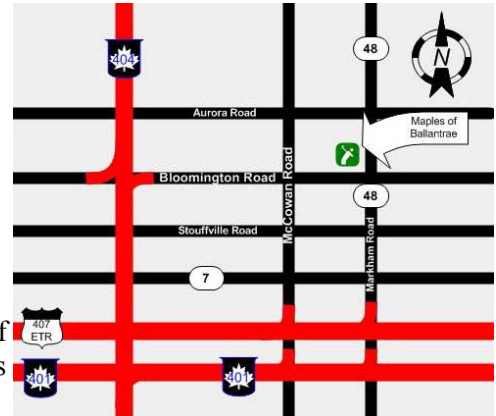 404
48
N
Aurora Road
Maples of
Ballantrae
Bloomington Road
McCowan Road
48
Stouffville Road
Markham Road
7
f
407
ETR
s
401
401